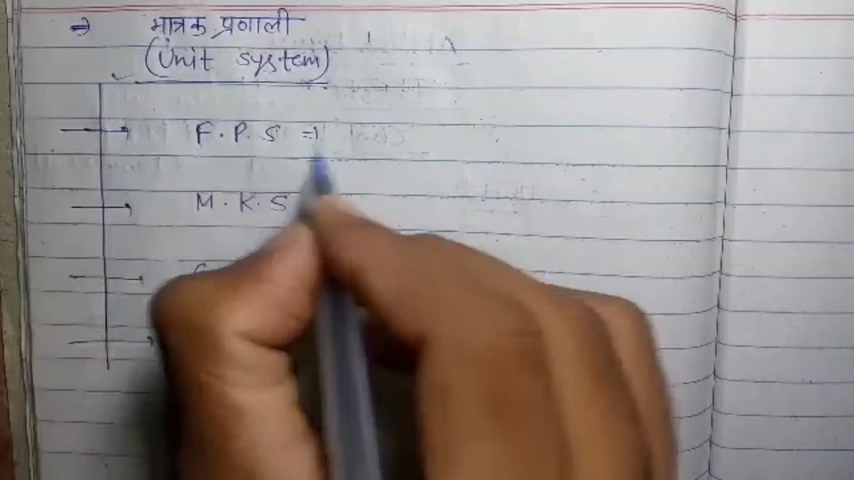 ⇒ मात्रक प्रणाली
(Unit system)
→ F.P.S ⇒
→ M.K.S
→
→